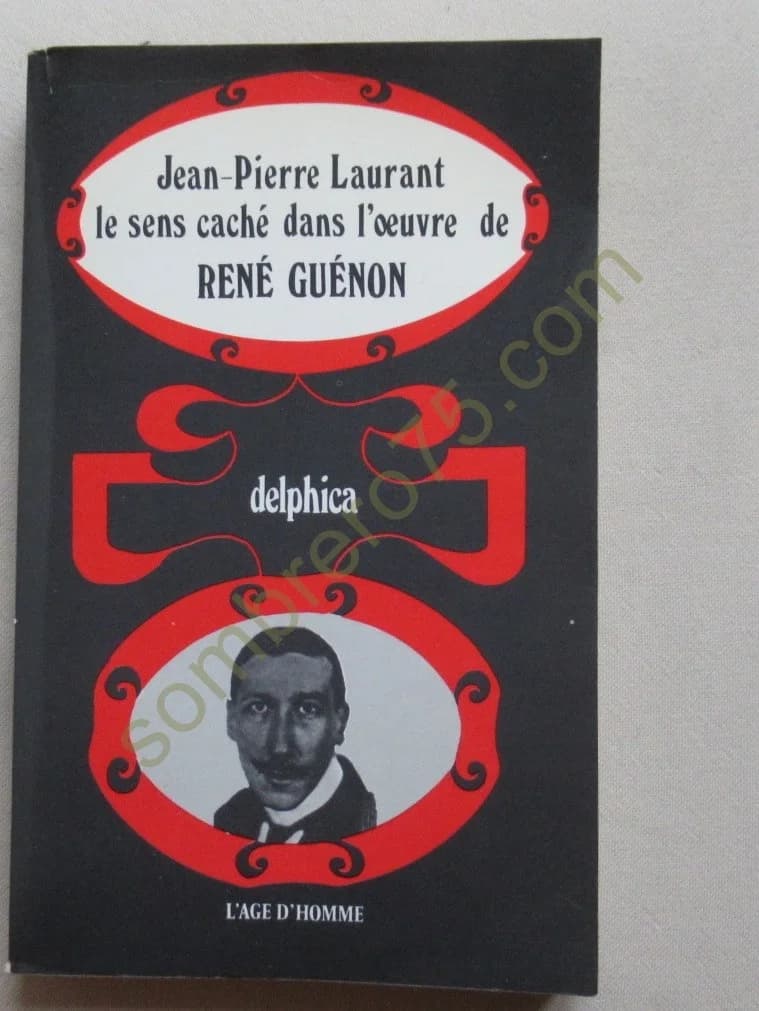 Jean-Pierre Laurant
le sens caché dans l'œuvre de
RENÉ GUÉNON
delphica
sombrero75.com
L'AGE D'HOMME